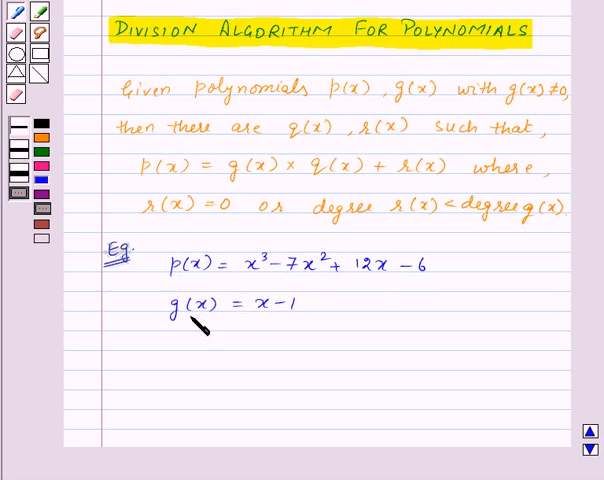 DIVISION ALGORITHM FOR POLYNOMIALS
Given polynomials p(x), g(x) with g(x) ≠ 0,
then there are q(x), r(x) such that,
p(x) = g(x) × q(x) + r(x) where,
r(x) = 0 or degree r(x) < degree g(x).
Eg.
p(x) = x³ - 7x² + 12x - 6
g(x) = x - 1